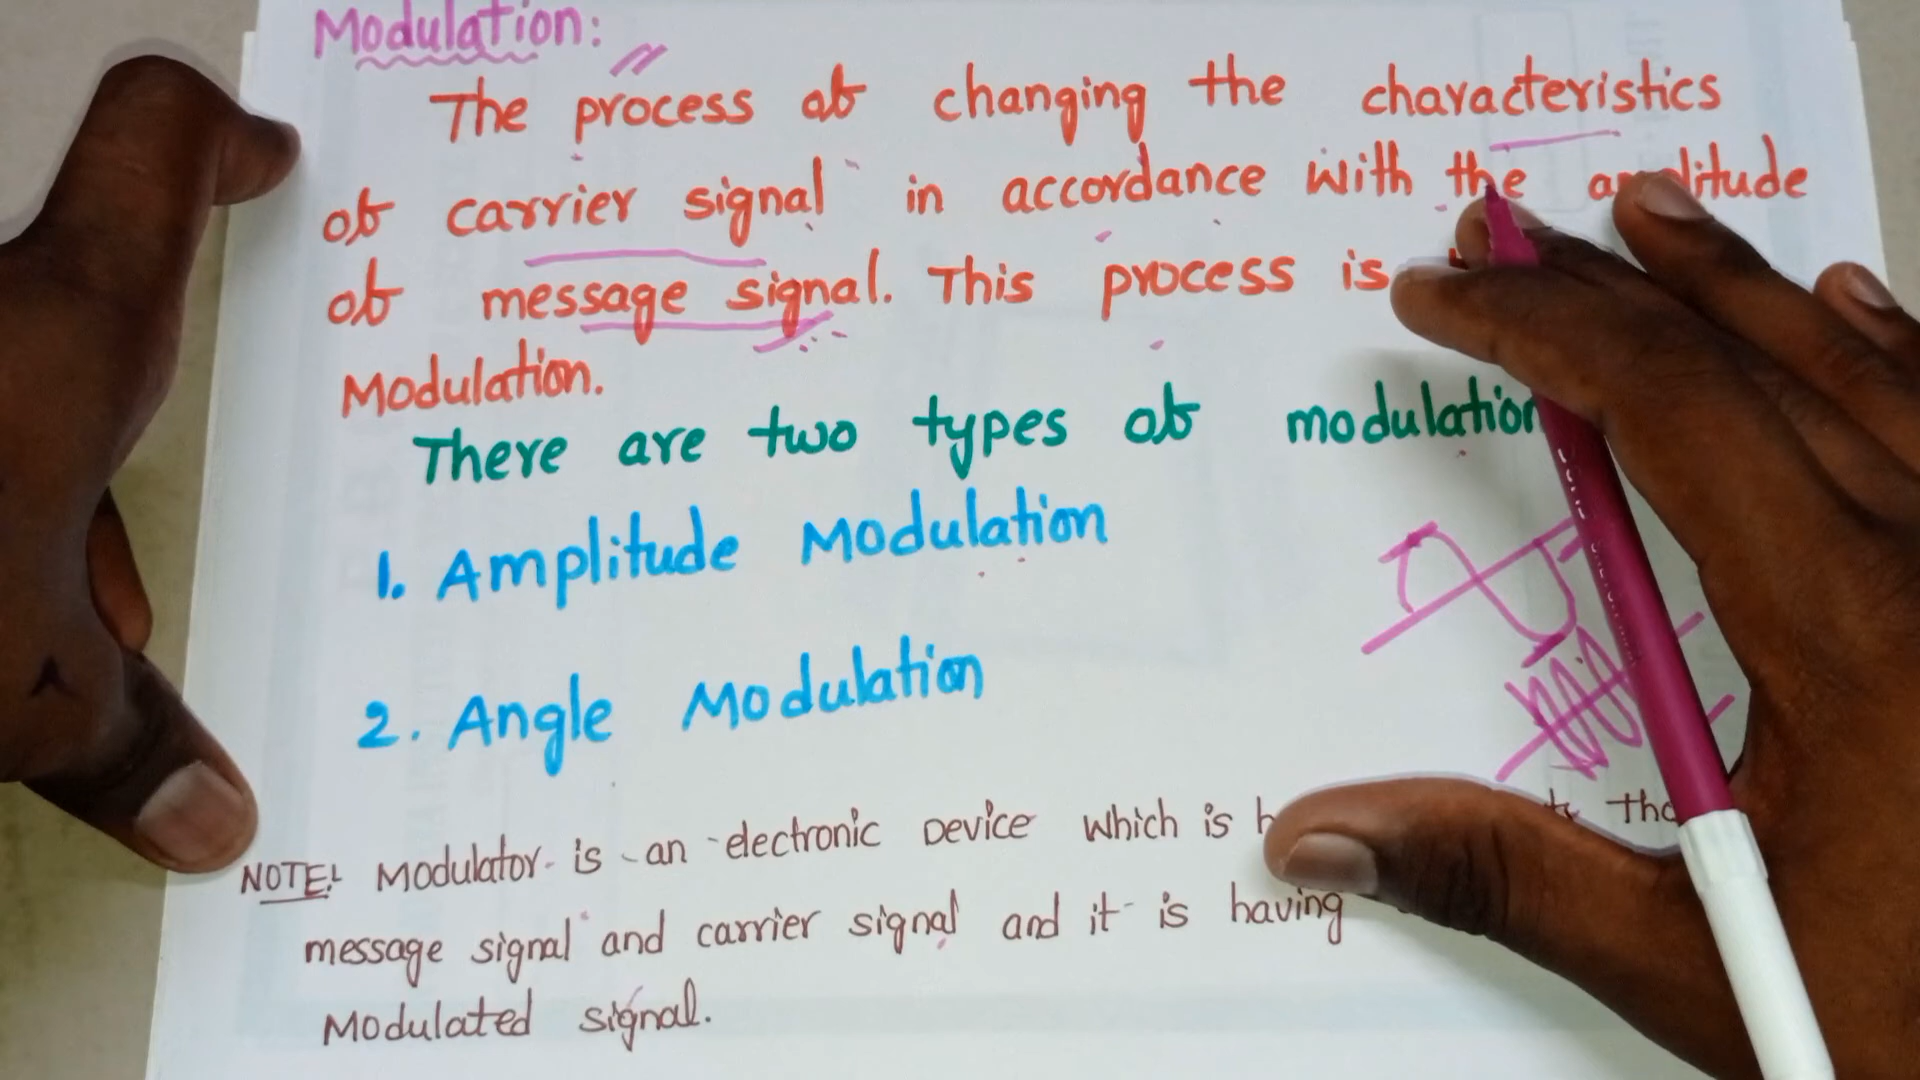 Modulation:
The process of changing the characteristics
of carrier signal in accordance with the amplitude
of message signal. This process is
Modulation.
There are two types of modulation
1. Amplitude Modulation
2. Angle Modulation
NOTE: Modulator is an electronic Device which is
message signal and carrier signal and it is having
Modulated signal.